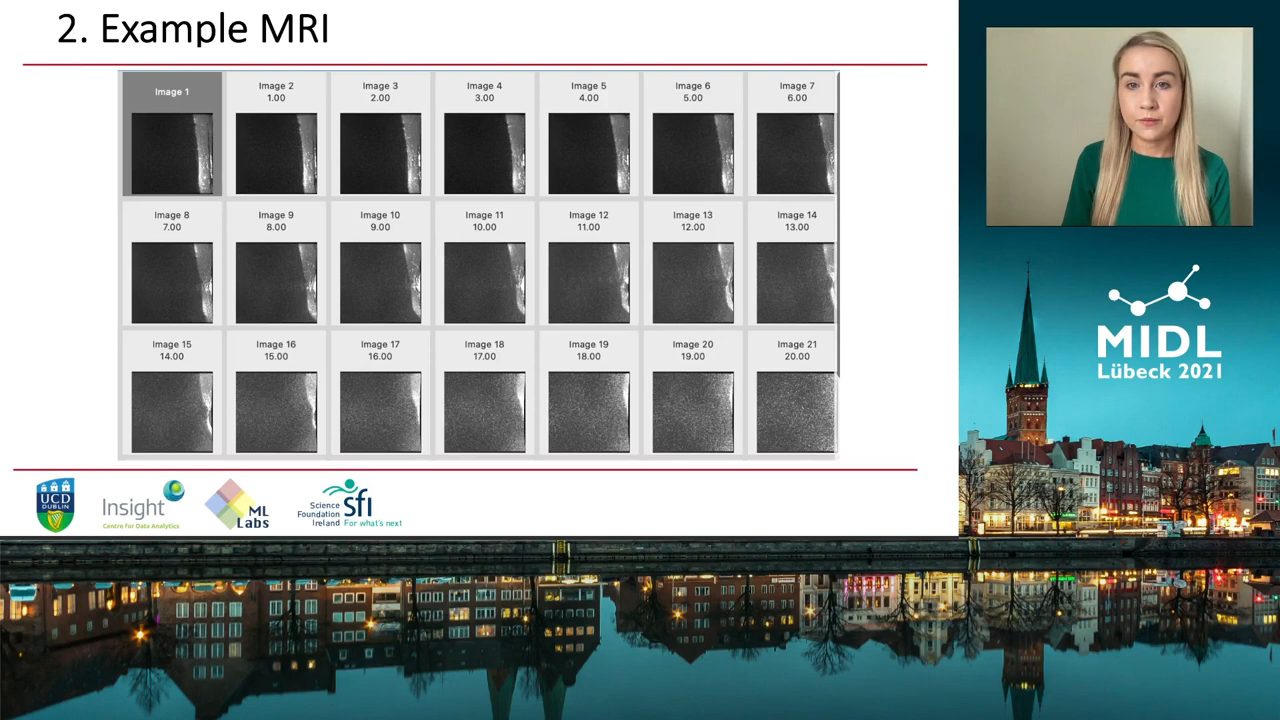 2. Example MRI
Image 1
Image 2
1.00
Image 3
2.00
Image 4
3.00
Image 5
4.00
Image 6
5.00
Image 7
6.00
Image 8
7.00
Image 9
8.00
Image 10
9.00
Image 11
10.00
Image 12
11.00
Image 13
12.00
Image 14
13.00
Image 15
14.00
Image 16
15.00
Image 17
16.00
Image 18
17.00
Image 19
18.00
Image 20
19.00
Image 21
20.00
UCD
DUBLIN
Insight
Centre for Data Analytics
ML
Labs
Science
Foundation
Ireland
sfi
For what's next
MIDL
Lübeck 2021